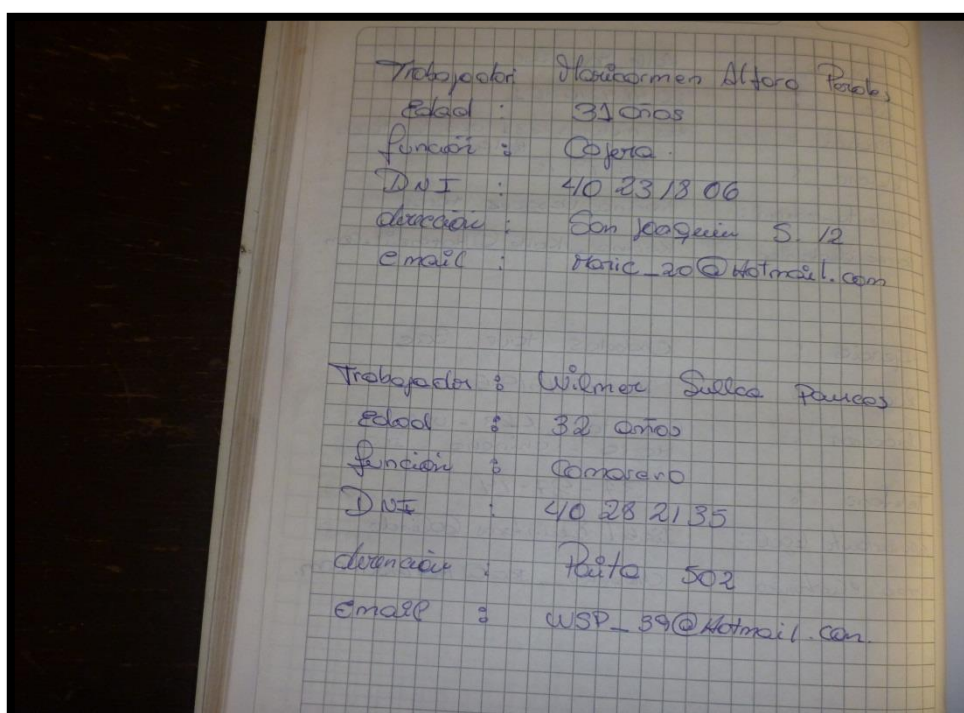 Trabajador: Maricarmen Alfaro
edad : 31 años
función : Cajera
DNI : 40 23 18 06
dirección : San Joaquin S. 12
email : Maric_20@Hotmail.com
Trabajador : Wilmer Sullca Paucas
edad : 32 años
función : Camarero
DNI : 40 28 21 35
dirección : Paita 502
Email : WSP_39@Hotmail.com.